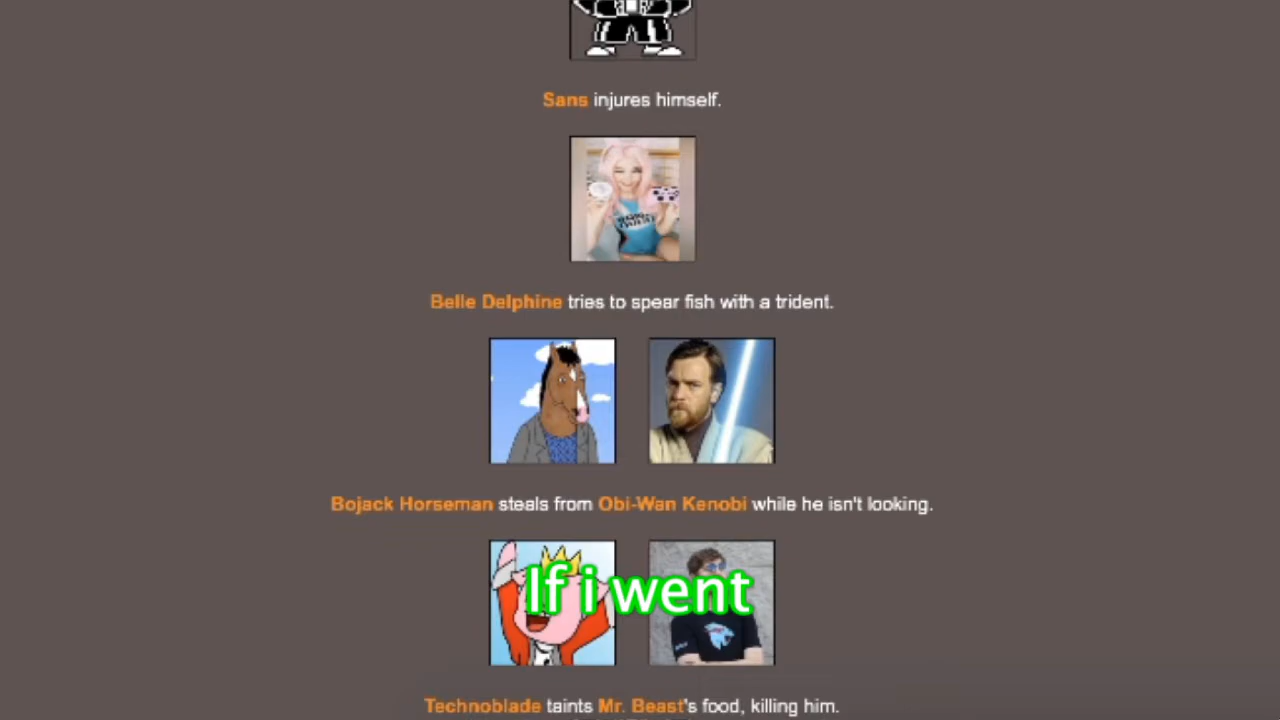 Sans injures himself.
Belle Delphine tries to spear fish with a trident.
Bojack Horseman steals from Obi-Wan Kenobi while he isn't looking.
If i went
Technoblade taints Mr. Beast's food, killing him.